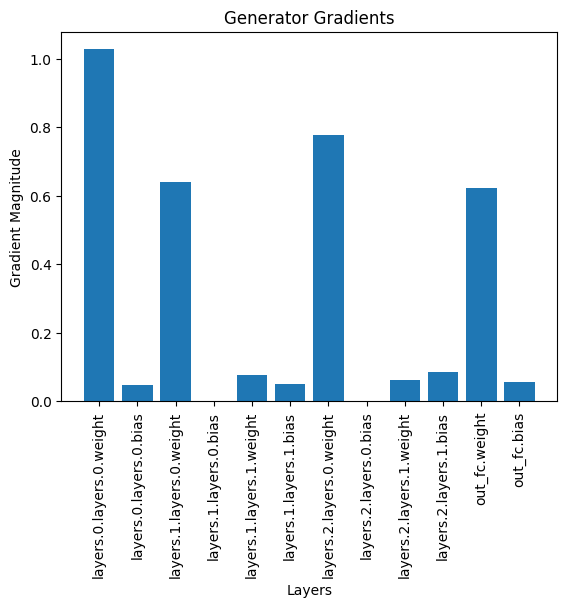 Generator Gradients
Gradient Magnitude
1.0
0.8
0.6
0.4
0.2
0.0
layers.0.layers.0.weight
layers.0.layers.0.bias
layers.1.layers.0.weight
layers.1.layers.0.bias
layers.1.layers.1.weight
layers.1.layers.1.bias
layers.2.layers.0.weight
layers.2.layers.0.bias
layers.2.layers.1.weight
layers.2.layers.1.bias
out_fc.weight
out_fc.bias
Layers